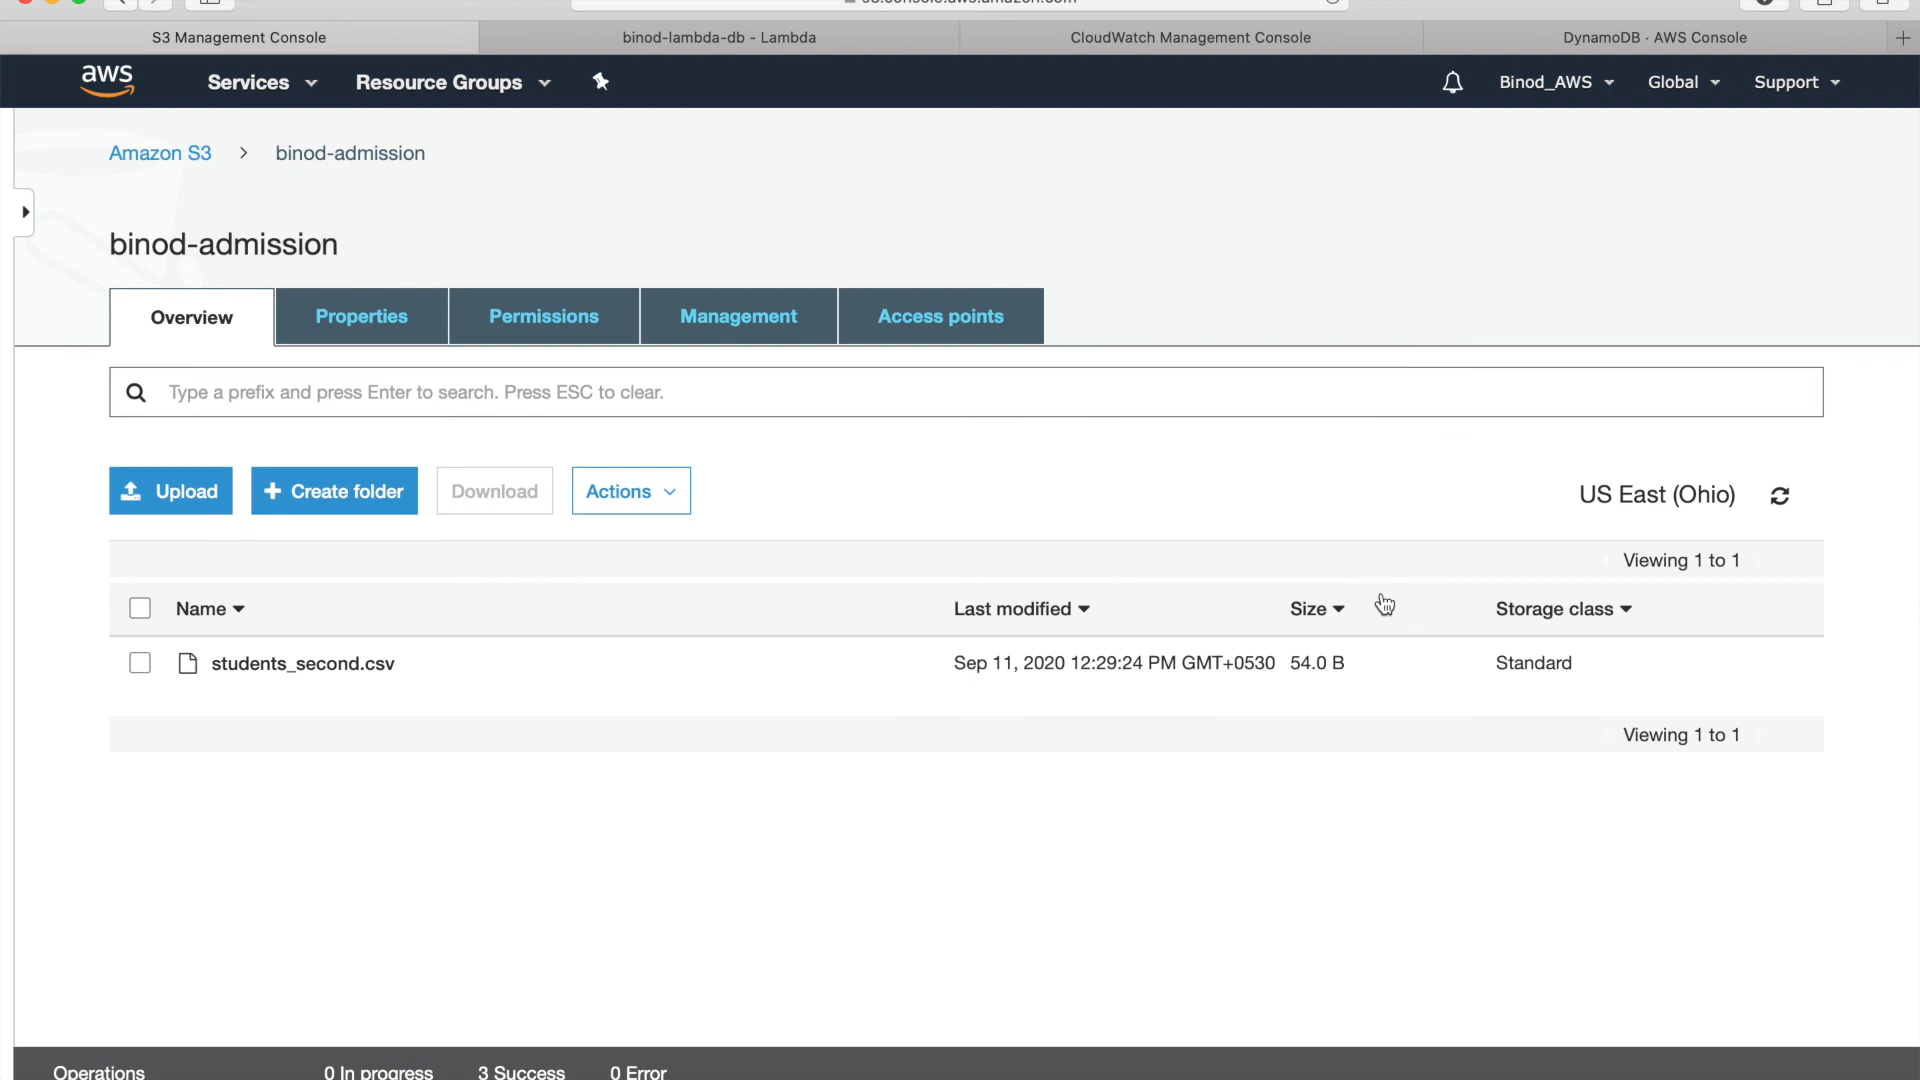 S3 Management Console
binod-lambda-db - Lambda
CloudWatch Management Console
DynamoDB · AWS Console
aws
Services
Resource Groups
Binod_AWS
Global
Support
Amazon S3
binod-admission
binod-admission
Overview
Properties
Permissions
Management
Access points
Type a prefix and press Enter to search. Press ESC to clear.
Upload
Create folder
Download
Actions
US East (Ohio)
Viewing 1 to 1
Name
Last modified
Size
Storage class
students_second.csv
Sep 11, 2020 12:29:24 PM GMT+0530
54.0 B
Standard
Viewing 1 to 1
Operations
0 In progress
3 Success
0 Error